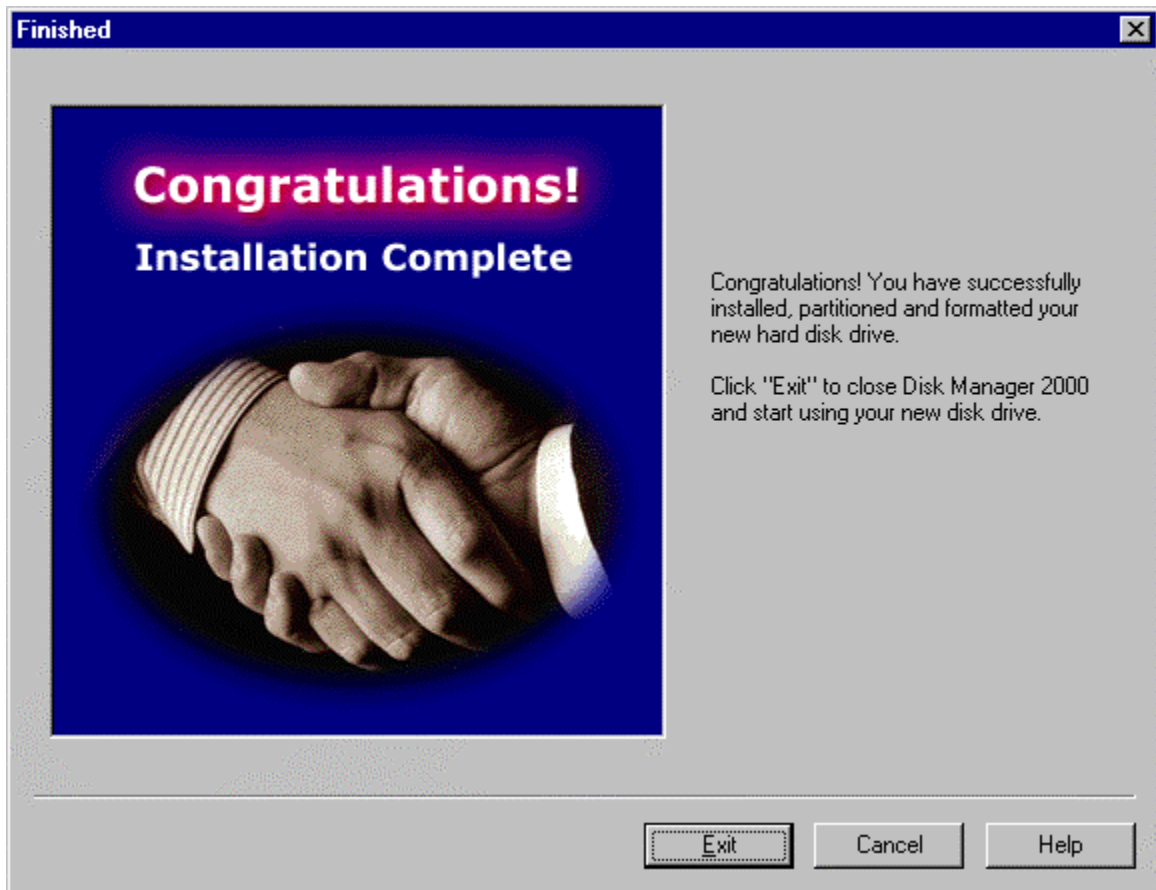 Finished
Congratulations!
Installation Complete
Congratulations! You have successfully
installed, partitioned and formatted your
new hard disk drive.
Click "Exit" to close Disk Manager 2000
and start using your new disk drive.
Exit
Cancel
Help